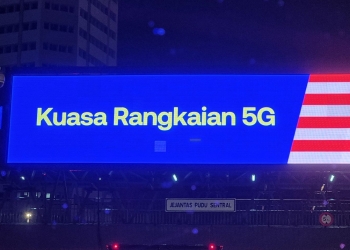 Kuasa Rangkaian 5G
JEJANTAS PUDU SENTRAL